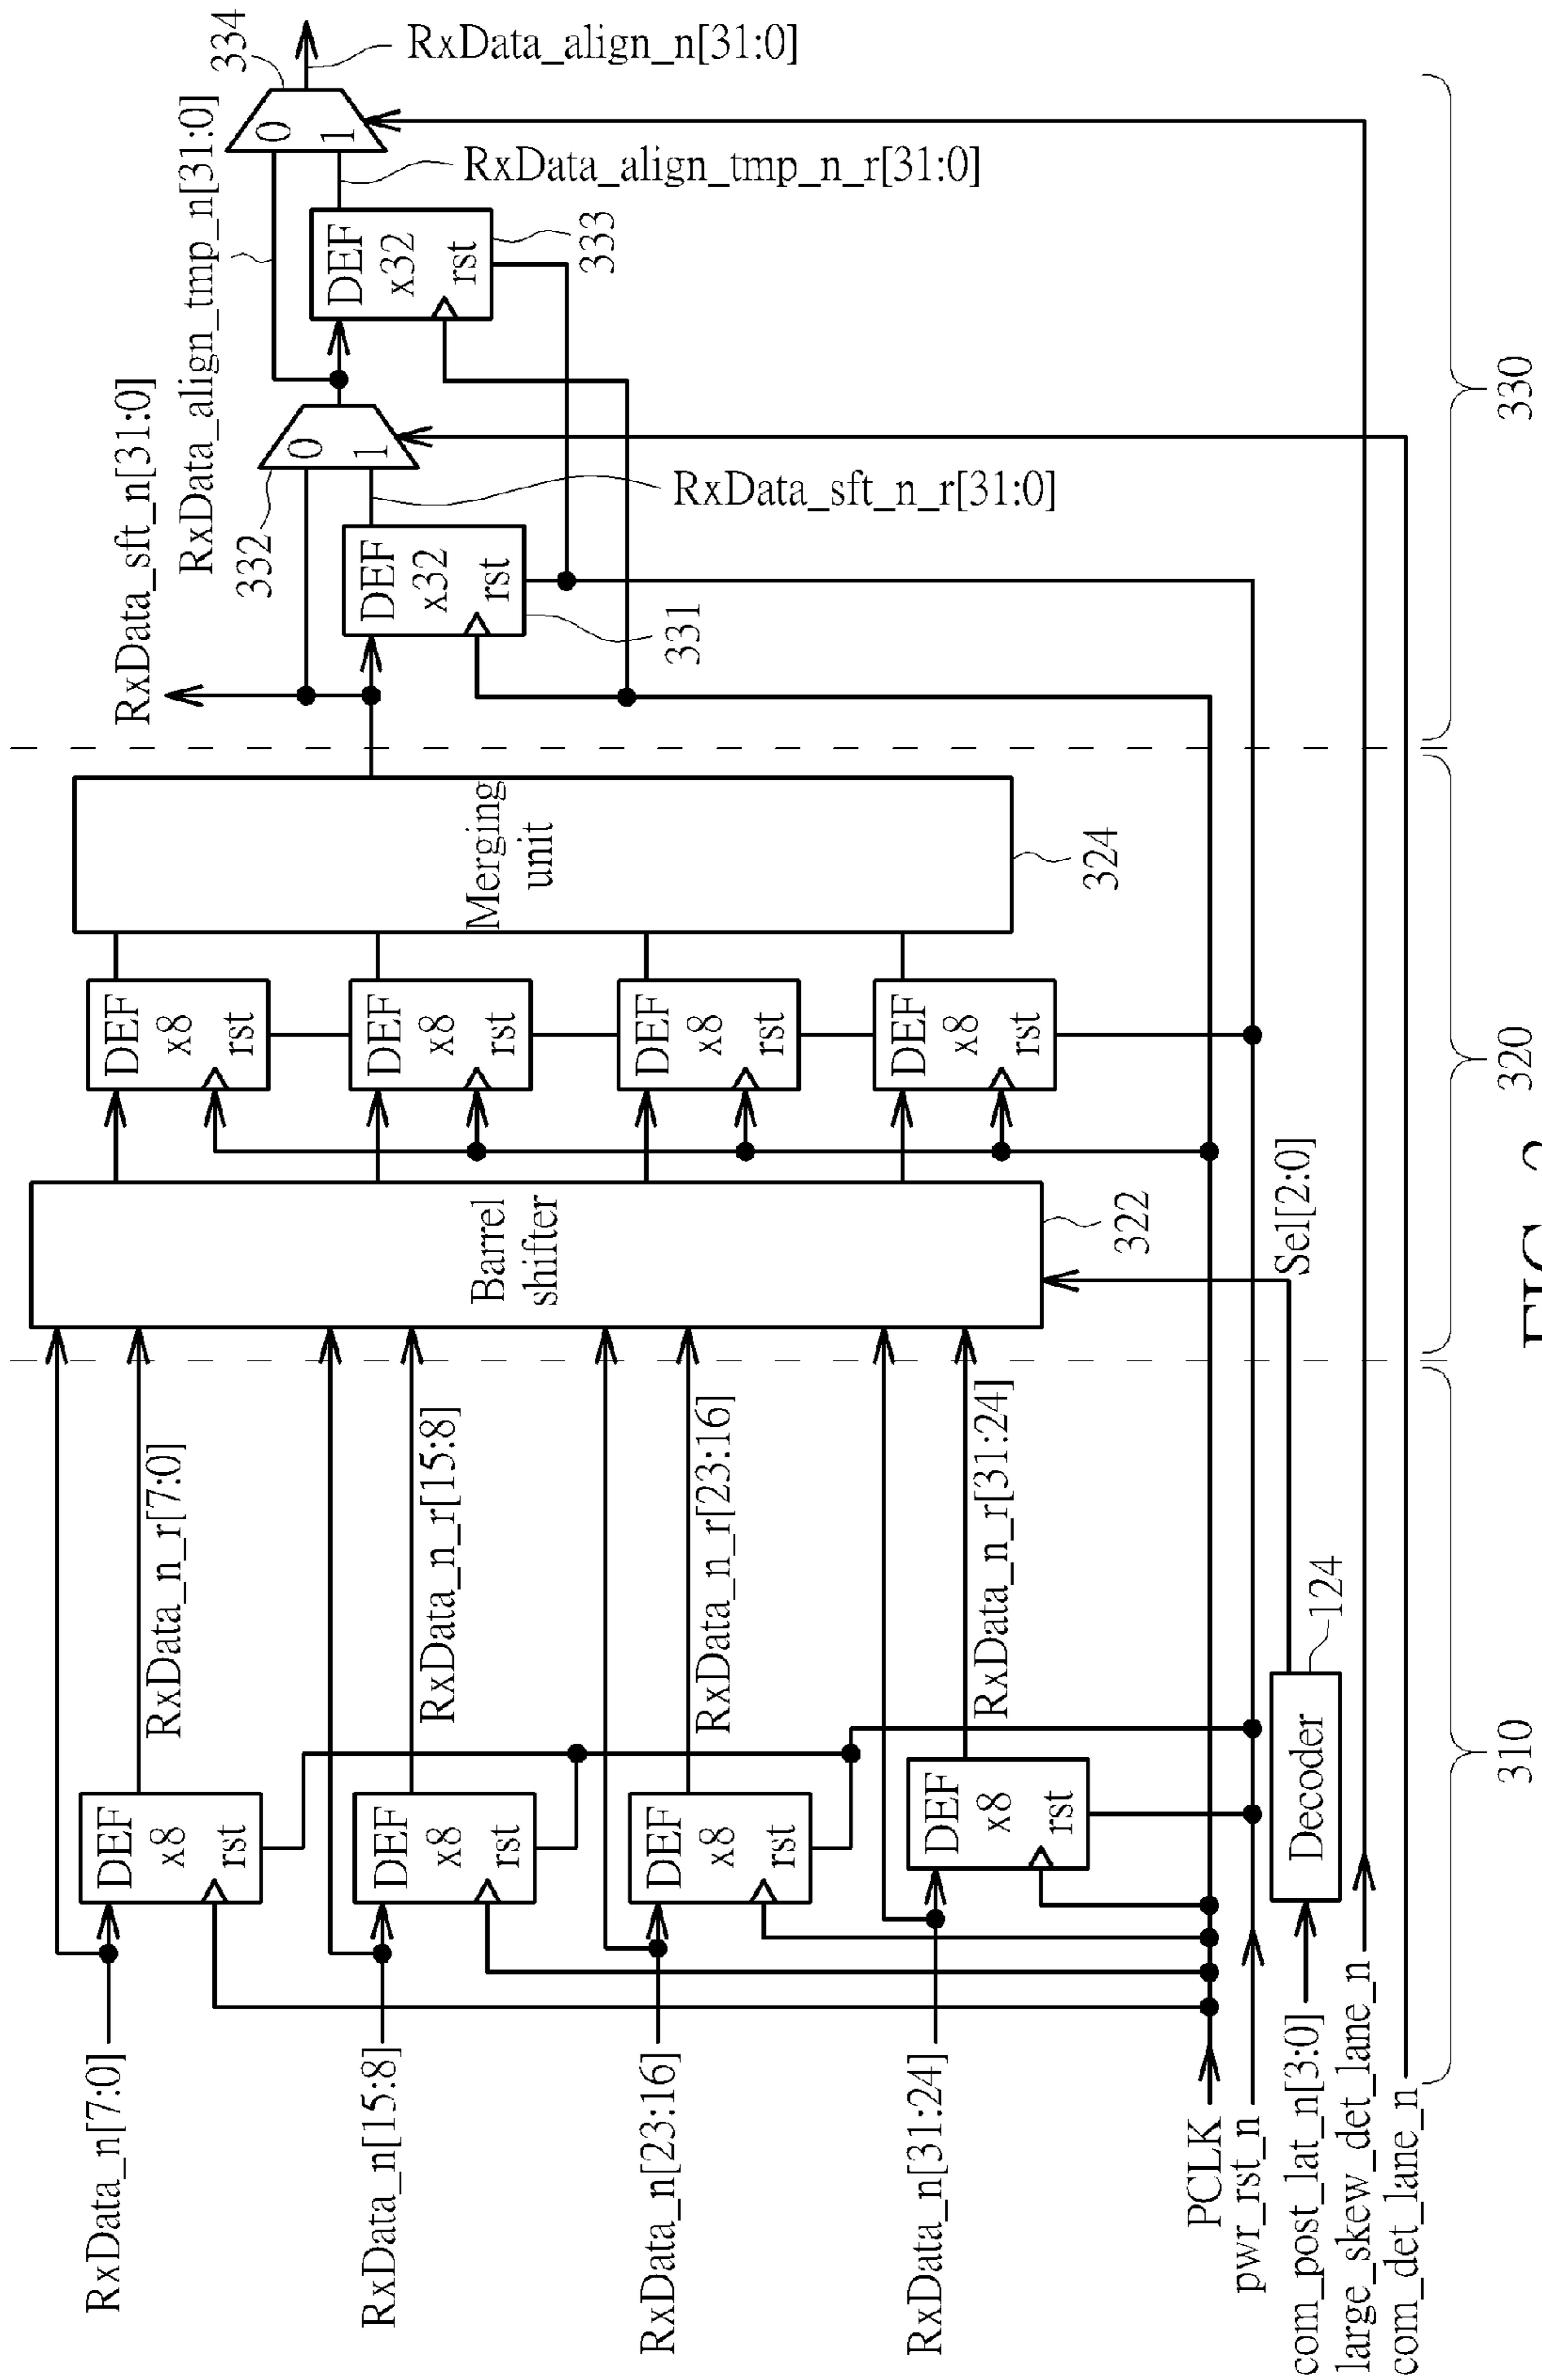 RxData_n[7:0]
RxData_n[15:8]
RxData_n[23:16]
RxData_n[31:24]
PCLK
pwr_rst_n
com_post_lat_n[3:0]
large_skew_det_lane_n
com_det_lane_n
DEF
x8
rst
DEF
x8
rst
DEF
x8
rst
DEF
x8
rst
RxData_n_r[7:0]
RxData_n_r[15:8]
RxData_n_r[23:16]
RxData_n_r[31:24]
Decoder
124
310
Barrel
shifter
322
Sel[2:0]
DEF
x8
rst
DEF
x8
rst
DEF
x8
rst
DEF
x8
rst
Merging
unit
324
320
RxData_sft_n[31:0]
DEF
x32
rst
331
332
0
1
RxData_sft_n_r[31:0]
RxData_align_tmp_n[31:0]
DEF
x32
rst
333
RxData_align_tmp_n_r[31:0]
334
0
1
RxData_align_n[31:0]
330
FIG.